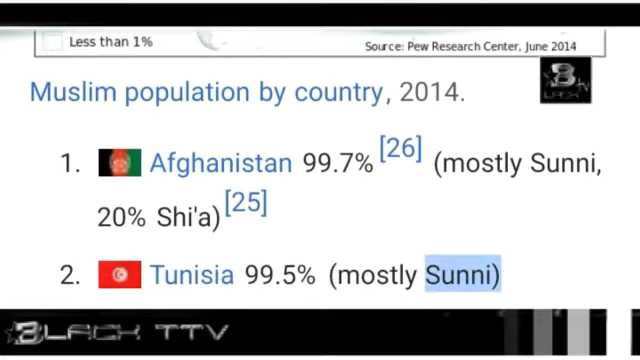 Less than 1%
Source: Pew Research Center, June 2014
Muslim population by country, 2014.
1. Afghanistan 99.7% [26] (mostly Sunni,
20% Shi'a) [25]
2. Tunisia 99.5% (mostly Sunni)
BLACK TTV